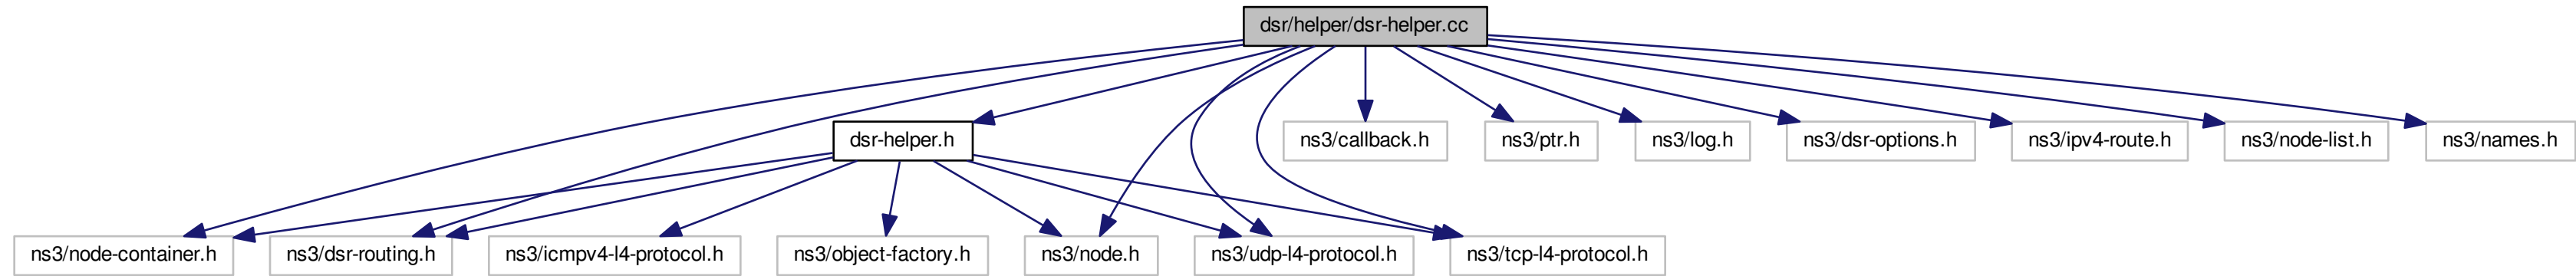 dsr/helper/dsr-helper.cc
dsr-helper.h
ns3/callback.h
ns3/ptr.h
ns3/log.h
ns3/dsr-options.h
ns3/ipv4-route.h
ns3/node-list.h
ns3/names.h
ns3/node-container.h
ns3/dsr-routing.h
ns3/icmpv4-l4-protocol.h
ns3/object-factory.h
ns3/node.h
ns3/udp-l4-protocol.h
ns3/tcp-l4-protocol.h